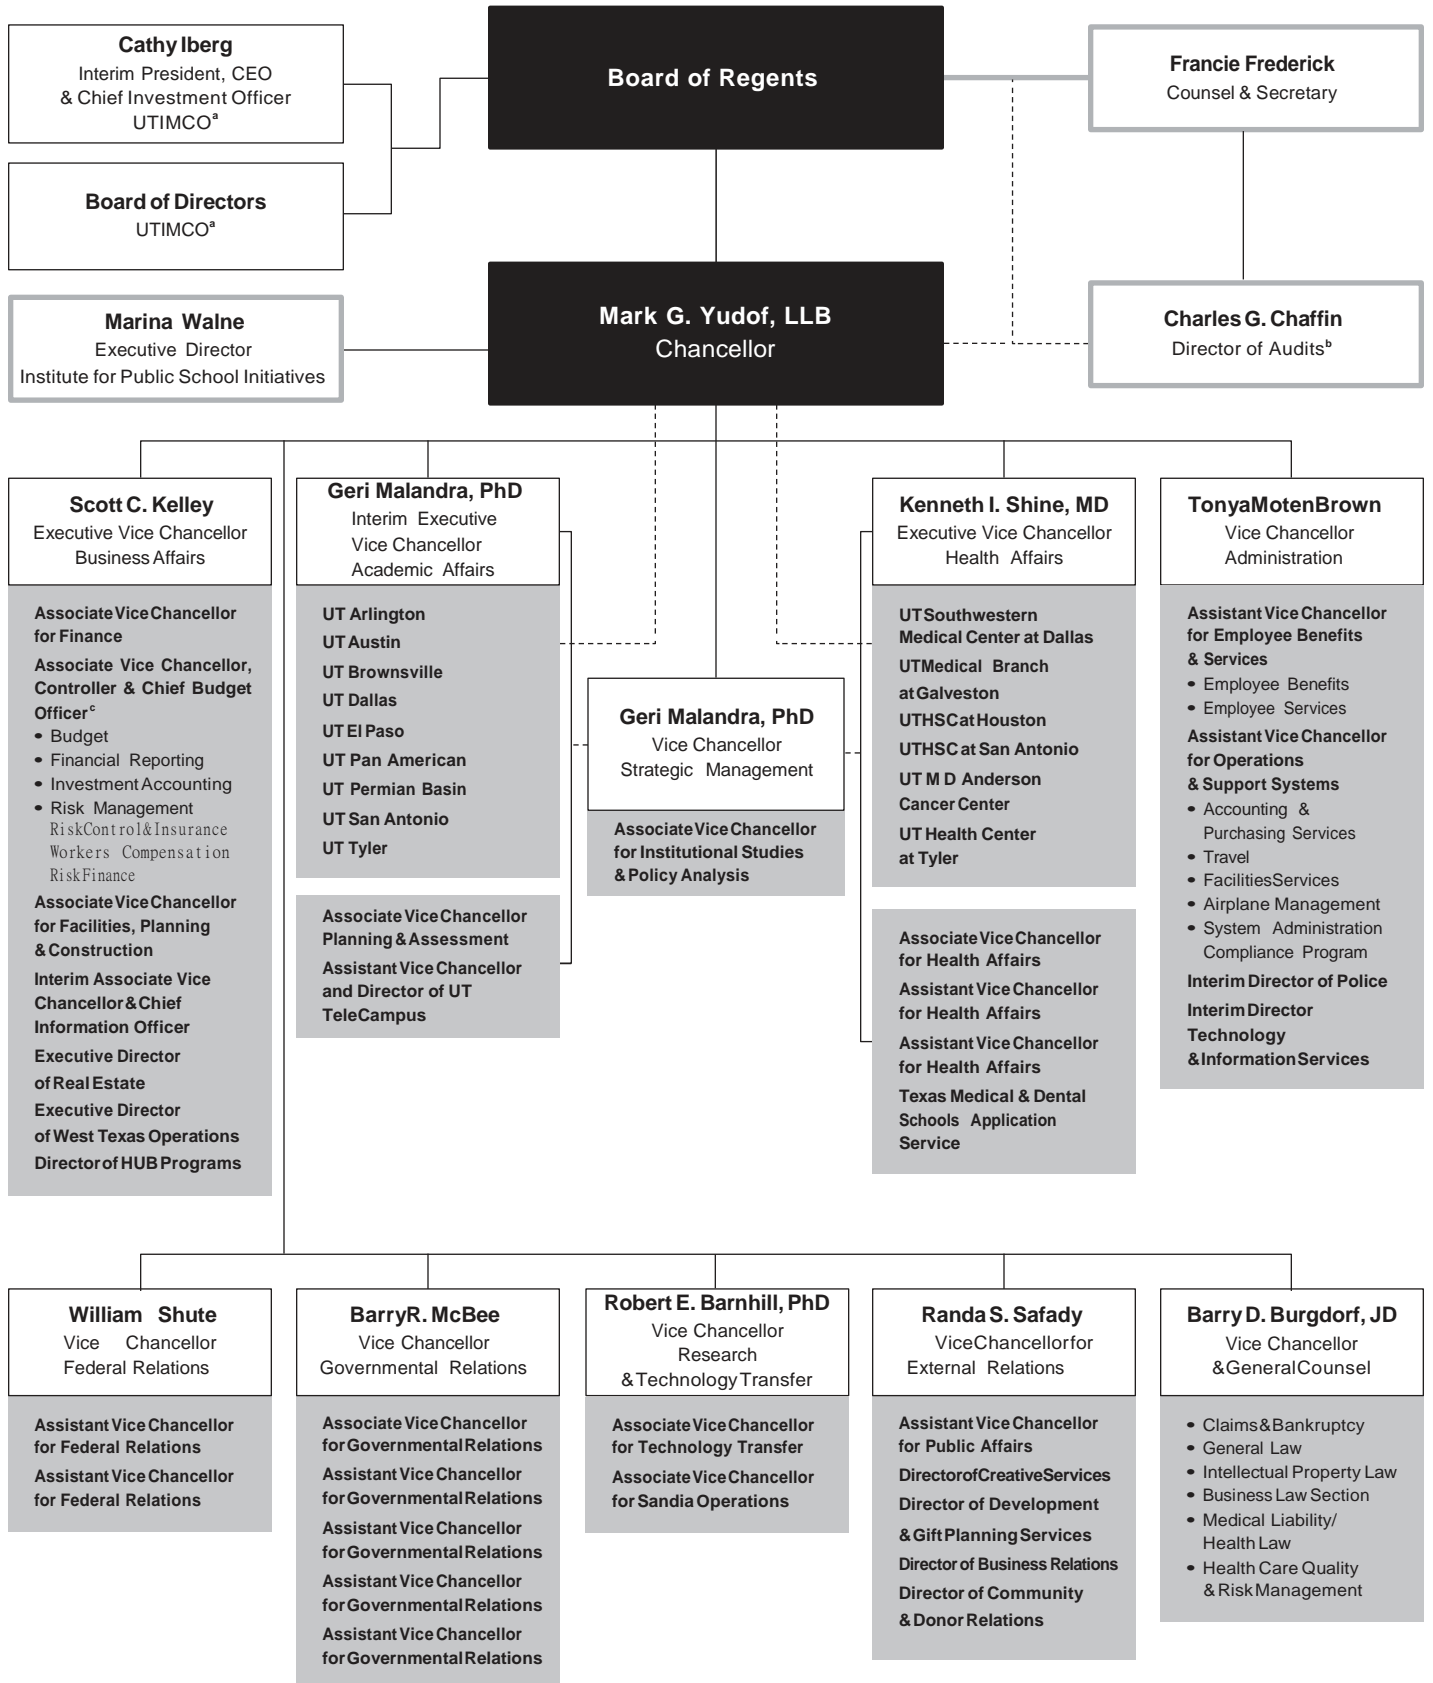 Cathy Iberg
Interim President, CEO
& Chief Investment Officer
UTIMCOᵃ
Board of Directors
UTIMCOᵃ
Board of Regents
Francie Frederick
Counsel & Secretary
Marina Walne
Executive Director
Institute for Public School Initiatives
Mark G. Yudof, LLB
Chancellor
Charles G. Chaffin
Director of Auditsᵇ
Scott C. Kelley
Executive Vice Chancellor
Business Affairs
Associate Vice Chancellor
for Finance
Associate Vice Chancellor,
Controller & Chief Budget
Officerᶜ
• Budget
• Financial Reporting
• Investment Accounting
• Risk Management
Risk Control & Insurance
Workers Compensation
Risk Finance
Associate Vice Chancellor
for Facilities, Planning
& Construction
Interim Associate Vice
Chancellor & Chief
Information Officer
Executive Director
of Real Estate
Executive Director
of West Texas Operations
Director of HUB Programs
Geri Malandra, PhD
Interim Executive
Vice Chancellor
Academic Affairs
UT Arlington
UT Austin
UT Brownsville
UT Dallas
UT El Paso
UT Pan American
UT Permian Basin
UT San Antonio
UT Tyler
Associate Vice Chancellor
Planning & Assessment
Assistant Vice Chancellor
and Director of UT
TeleCampus
Geri Malandra, PhD
Vice Chancellor
Strategic Management
Associate Vice Chancellor
for Institutional Studies
& Policy Analysis
Kenneth I. Shine, MD
Executive Vice Chancellor
Health Affairs
UT Southwestern
Medical Center at Dallas
UT Medical Branch
at Galveston
UTHSC at Houston
UTHSC at San Antonio
UT M D Anderson
Cancer Center
UT Health Center
at Tyler
Associate Vice Chancellor
for Health Affairs
Assistant Vice Chancellor
for Health Affairs
Assistant Vice Chancellor
for Health Affairs
Texas Medical & Dental
Schools Application
Service
Tonya Moten Brown
Vice Chancellor
Administration
Assistant Vice Chancellor
for Employee Benefits
& Services
• Employee Benefits
• Employee Services
Assistant Vice Chancellor
for Operations
& Support Systems
• Accounting &
Purchasing Services
• Travel
• Facilities Services
• Airplane Management
• System Administration
Compliance Program
Interim Director of Police
Interim Director
Technology
& Information Services
William Shute
Vice Chancellor
Federal Relations
Assistant Vice Chancellor
for Federal Relations
Assistant Vice Chancellor
for Federal Relations
Barry R. McBee
Vice Chancellor
Governmental Relations
Associate Vice Chancellor
for Governmental Relations
Assistant Vice Chancellor
for Governmental Relations
Assistant Vice Chancellor
for Governmental Relations
Assistant Vice Chancellor
for Governmental Relations
Assistant Vice Chancellor
for Governmental Relations
Robert E. Barnhill, PhD
Vice Chancellor
Research
& Technology Transfer
Associate Vice Chancellor
for Technology Transfer
Associate Vice Chancellor
for Sandia Operations
Randa S. Safady
Vice Chancellor for
External Relations
Assistant Vice Chancellor
for Public Affairs
Director of Creative Services
Director of Development
& Gift Planning Services
Director of Business Relations
Director of Community
& Donor Relations
Barry D. Burgdorf, JD
Vice Chancellor
& General Counsel
• Claims & Bankruptcy
• General Law
• Intellectual Property Law
• Business Law Section
• Medical Liability/
Health Law
• Health Care Quality
& Risk Management